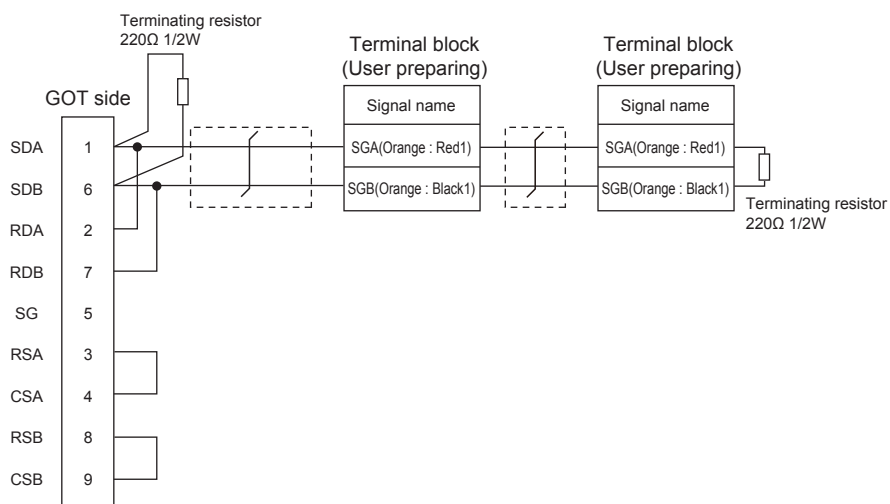 Terminating resistor
220Ω 1/2W
Terminal block
(User preparing)
Terminal block
(User preparing)
GOT side
Signal name
Signal name
SDA 1
SGA(Orange : Red1)
SGA(Orange : Red1)
SDB 6
SGB(Orange : Black1)
SGB(Orange : Black1)
Terminating resistor
220Ω 1/2W
RDA 2
RDB 7
SG 5
RSA 3
CSA 4
RSB 8
CSB 9